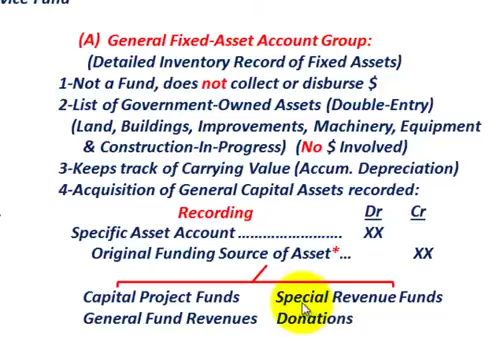 Fund
(A) General Fixed-Asset Account Group:
(Detailed Inventory Record of Fixed Assets)
1-Not a Fund, does not collect or disburse $
2-List of Government-Owned Assets (Double-Entry)
(Land, Buildings, Improvements, Machinery, Equipment
& Construction-In-Progress) (No $ Involved)
3-Keeps track of Carrying Value (Accum. Depreciation)
4-Acquisition of General Capital Assets recorded:
Recording Dr Cr
Specific Asset Account .......................... XX
Original Funding Source of Asset*... XX
Capital Project Funds Special Revenue Funds
General Fund Revenues Donations